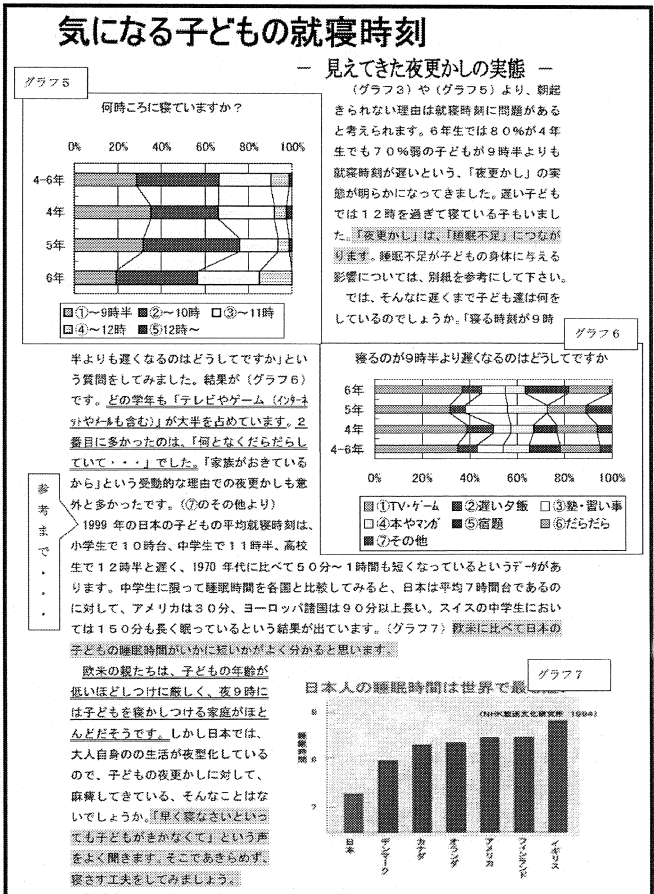 気になる子どもの就寝時刻
― 見えてきた夜更かしの実態 ―
グラフ5
何時ころに寝ていますか？
0% 20% 40% 60% 80% 100%
4-6年
4年
5年
6年
①～9時半 ②～10時 ③～11時
④～12時 ⑤12時～
（グラフ３）や（グラフ５）より、朝起
きられない理由は就寝時刻に問題がある
と考えられます。６年生では８０％が４年
生でも７０％弱の子どもが９時半よりも
就寝時刻が遅いという、「夜更かし」の実
態が明らかになってきました。遅い子ども
では１２時を過ぎて寝ている子もいまし
た。「夜更かし」は、「睡眠不足」につなが
ります。睡眠不足が子どもの身体に与える
影響については、別紙を参考にして下さい。
では、そんなに遅くまで子ども達は何を
しているのでしょうか。「寝る時刻が９時
半よりも遅くなるのはどうしてですか」とい
う質問をしてみました。結果が（グラフ６）
です。どの学年も「テレビやゲーム（インターネ
ットやメールも含む）」が大半を占めています。２
番目に多かったのは、「何となくだらだらし
ていて・・・」でした。「家族がおきている
から」という受動的な理由での夜更かしも意
外と多かったです。（⑦のその他より）
グラフ6
寝るのが9時半より遅くなるのはどうしてですか
6年
5年
4年
4-6年
0% 20% 40% 60% 80% 100%
①TV・ゲーム ②遅い夕飯 ③塾・習い事
④本やマンガ ⑤宿題 ⑥だらだら
⑦その他
参考まで・・・
1999 年の日本の子どもの平均就寝時刻は、
小学生で１０時台、中学生で１１時半、高校
生で１２時半と遅く、1970 年代に比べて５０分～１時間も短くなっているというデータがあ
ります。中学生に限って睡眠時間を各国と比較してみると、日本は平均７時間台であるの
に対して、アメリカは３０分、ヨーロッパ諸国は９０分以上長い。スイスの中学生におい
ては１５０分も長く眠っているという結果が出ています。（グラフ７）欧米に比べて日本の
子どもの睡眠時間がいかに短いかがよく分かると思います。
欧米の親たちは、子どもの年齢が
低いほどしつけに厳しく、夜９時に
は子どもを寝かしつける家庭がほと
んどだそうです。しかし日本では、
大人自身のの生活が夜型化している
ので、子どもの夜更かしに対して、
麻痺してきている、そんなことはな
いでしょうか。「早く寝なさいといっ
ても子どもがきかなくて」という声
をよく聞きます。そこであきらめず、
寝さす工夫をしてみましょう。
グラフ7
日本人の睡眠時間は世界で最
（NHK放送文化研究所 1994）
睡眠時間
9
8
7
日本
デンマーク
カナダ
オランダ
アメリカ
フィンランド
イギリス